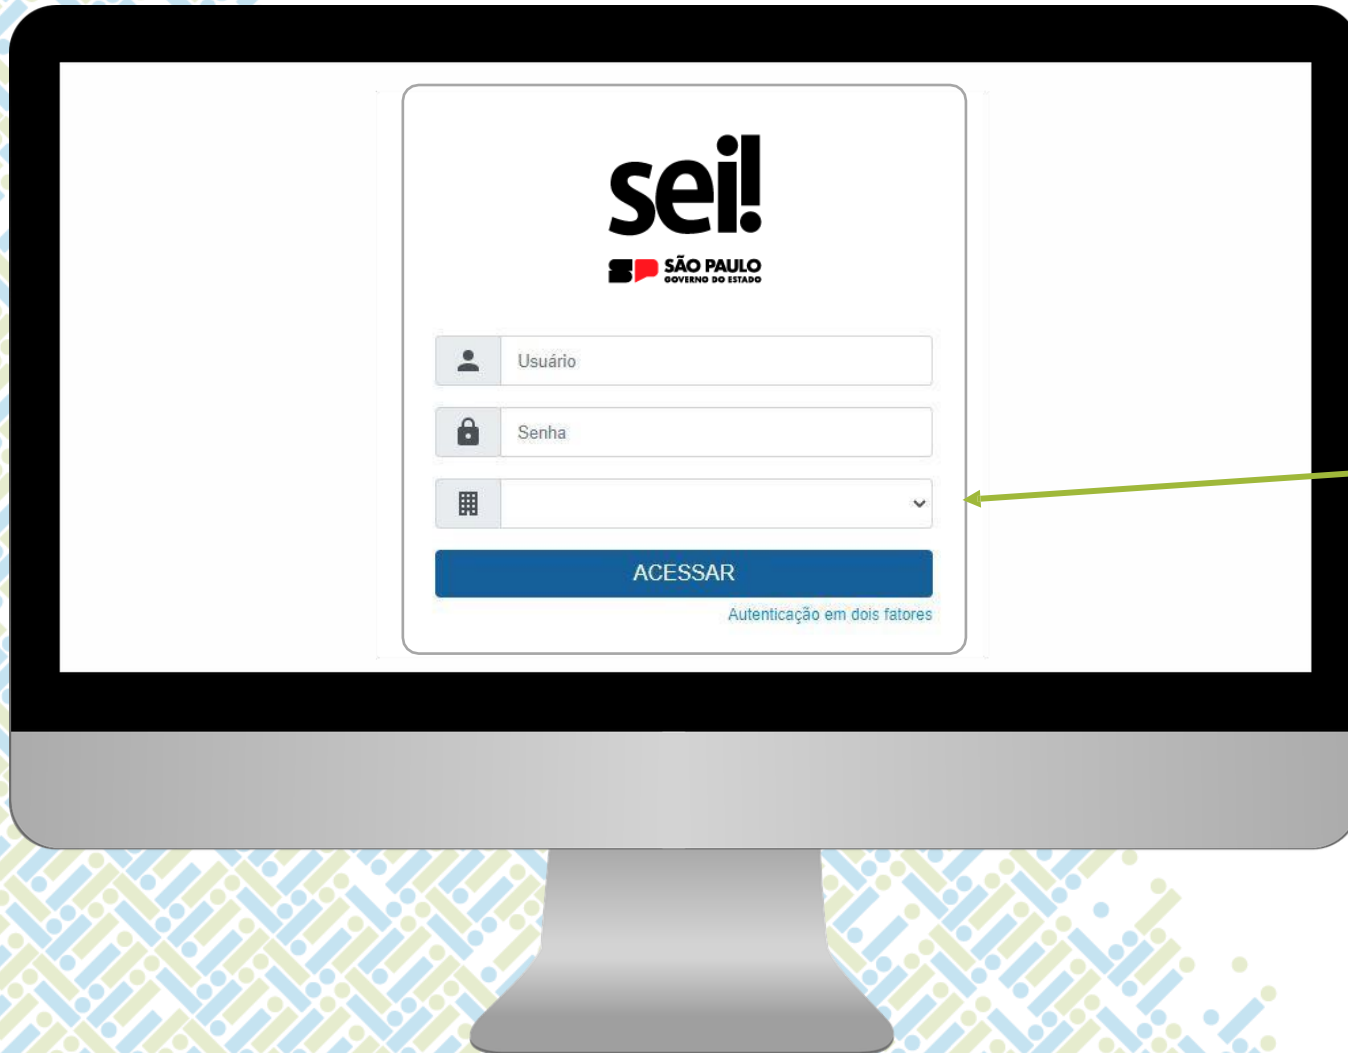 sei!
SÃO PAULO
GOVERNO DO ESTADO
Usuário
Senha
ACESSAR
Autenticação em dois fatores